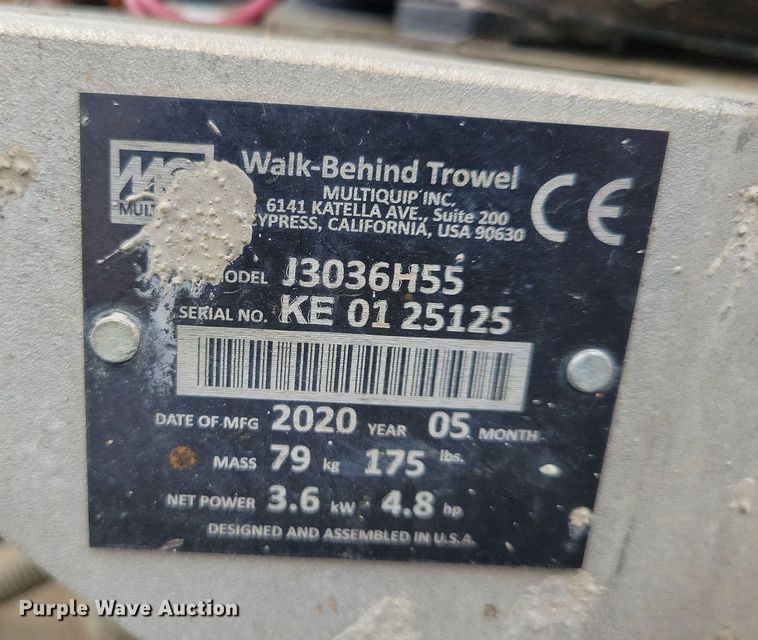 Walk-Behind Trowel
MULTIQUIP INC.
6141 KATELLA AVE., Suite 200
CYPRESS, CALIFORNIA, USA 90630
CE
MODEL J3036H55
SERIAL NO. KE 01 25125
DATE OF MFG 2020 YEAR 05 MONTH
MASS 79 kg 175 lbs.
NET POWER 3.6 kW 4.8 hp
DESIGNED AND ASSEMBLED IN U.S.A.
Purple Wave Auction